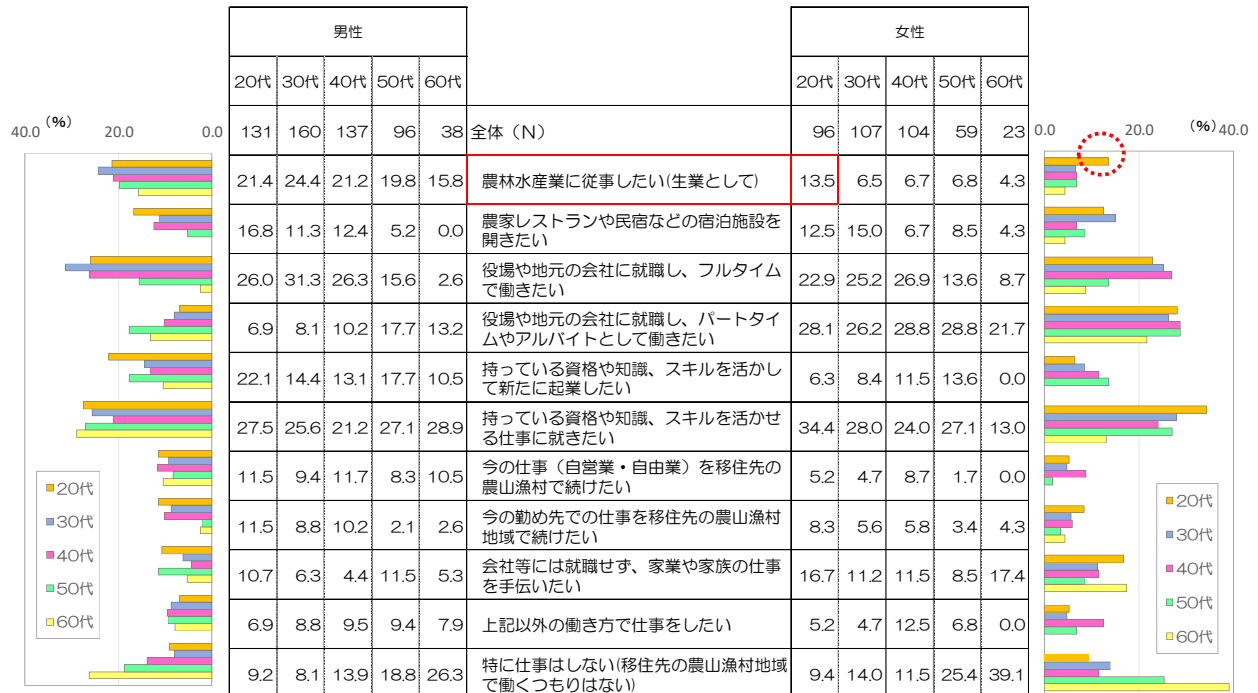 男性 女性
20代 30代 40代 50代 60代 20代 30代 40代 50代 60代
40.0 (%) 20.0 0.0 131 160 137 96 38 全体（N） 96 107 104 59 23 0.0 20.0 (%) 40.0
21.4 24.4 21.2 19.8 15.8 農林水産業に従事したい(生業として) 13.5 6.5 6.7 6.8 4.3
16.8 11.3 12.4 5.2 0.0 農家レストランや民宿などの宿泊施設を
開きたい 12.5 15.0 6.7 8.5 4.3
26.0 31.3 26.3 15.6 2.6 役場や地元の会社に就職し、フルタイム
で働きたい 22.9 25.2 26.9 13.6 8.7
6.9 8.1 10.2 17.7 13.2 役場や地元の会社に就職し、パートタイ
ムやアルバイトとして働きたい 28.1 26.2 28.8 28.8 21.7
22.1 14.4 13.1 17.7 10.5 持っている資格や知識、スキルを活かし
て新たに起業したい 6.3 8.4 11.5 13.6 0.0
27.5 25.6 21.2 27.1 28.9 持っている資格や知識、スキルを活かせ
る仕事に就きたい 34.4 28.0 24.0 27.1 13.0
11.5 9.4 11.7 8.3 10.5 今の仕事（自営業・自由業）を移住先の
農山漁村で続けたい 5.2 4.7 8.7 1.7 0.0
11.5 8.8 10.2 2.1 2.6 今の勤め先での仕事を移住先の農山漁村
地域で続けたい 8.3 5.6 5.8 3.4 4.3
10.7 6.3 4.4 11.5 5.3 会社等には就職せず、家業や家族の仕事
を手伝いたい 16.7 11.2 11.5 8.5 17.4
6.9 8.8 9.5 9.4 7.9 上記以外の働き方で仕事をしたい 5.2 4.7 12.5 6.8 0.0
9.2 8.1 13.9 18.8 26.3 特に仕事はしない(移住先の農山漁村地域
で働くつもりはない) 9.4 14.0 11.5 25.4 39.1
20代
30代
40代
50代
60代
20代
30代
40代
50代
60代